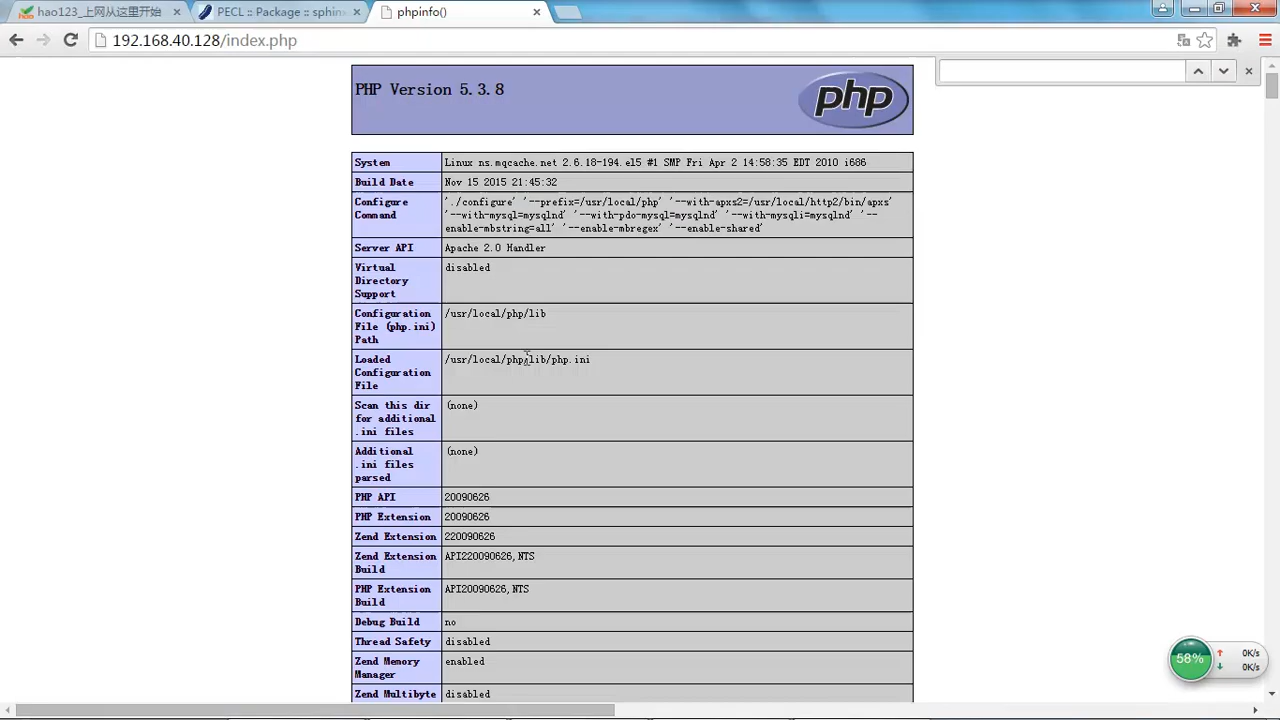 hao123_上网从这里开始
PECL :: Package :: sphinx
phpinfo()
192.168.40.128/index.php
PHP Version 5.3.8
php
System
Linux ns.mqcache.net 2.6.18-194.el5 #1 SMP Fri Apr 2 14:58:35 EDT 2010 i686
Build Date
Nov 15 2015 21:45:32
Configure
Command
'./configure' '--prefix=/usr/local/php' '--with-apxs2=/usr/local/http2/bin/apxs'
'--with-mysql=mysqlnd' '--with-pdo-mysql=mysqlnd' '--with-mysqli=mysqlnd' '--
enable-mbstring=all' '--enable-mbregex' '--enable-shared'
Server API
Apache 2.0 Handler
Virtual
Directory
Support
disabled
Configuration
File (php.ini)
Path
/usr/local/php/lib
Loaded
Configuration
File
/usr/local/php/lib/php.ini
Scan this dir
for additional
.ini files
(none)
Additional
.ini files
parsed
(none)
PHP API
20090626
PHP Extension
20090626
Zend Extension
220090626
Zend Extension
Build
API220090626,NTS
PHP Extension
Build
API20090626,NTS
Debug Build
no
Thread Safety
disabled
Zend Memory
Manager
enabled
Zend Multibyte
disabled
58%
0K/s
0K/s